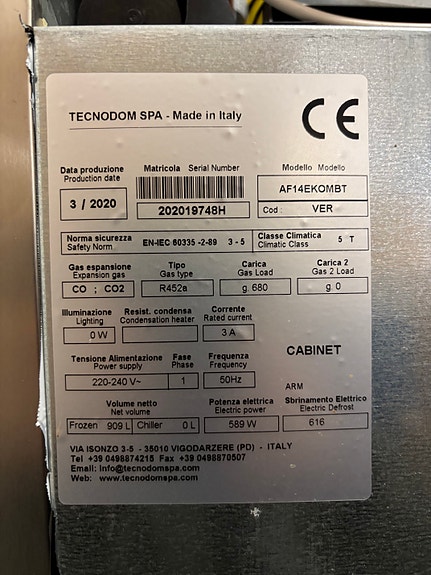 TECNODOM SPA - Made in Italy
CE
Data produzione
Production date
3 / 2020
Matricola Serial Number
202019748H
Modello Modello
AF14EKOMBT
Cod : VER
Norma sicurezza
Safety Norm
EN-IEC 60335 -2-89 3 - 5
Classe Climatica
Climatic Class
5 T
Gas espansione
Expansion gas
CO ; CO2
Tipo
Gas type
R452a
Carica
Gas Load
g. 680
Carica 2
Gas 2 Load
g. 0
Illuminazione
Lighting
0 W
Resist. condensa
Condensation heater
Corrente
Rated current
3 A
Tensione Alimentazione
Power supply
220-240 V~
Fase
Phase
1
Frequenza
Frequency
50Hz
CABINET
ARM
Volume netto
Net volume
Frozen 909 L Chiller 0 L
Potenza elettrica
Electric power
589 W
Sbrinamento Elettrico
Electric Defrost
616
VIA ISONZO 3-5 - 35010 VIGODARZERE (PD) - ITALY
Tel +39 0498874215 Fax +39 0498870507
Email: info@tecnodomspa.com
Web: www.tecnodomspa.com